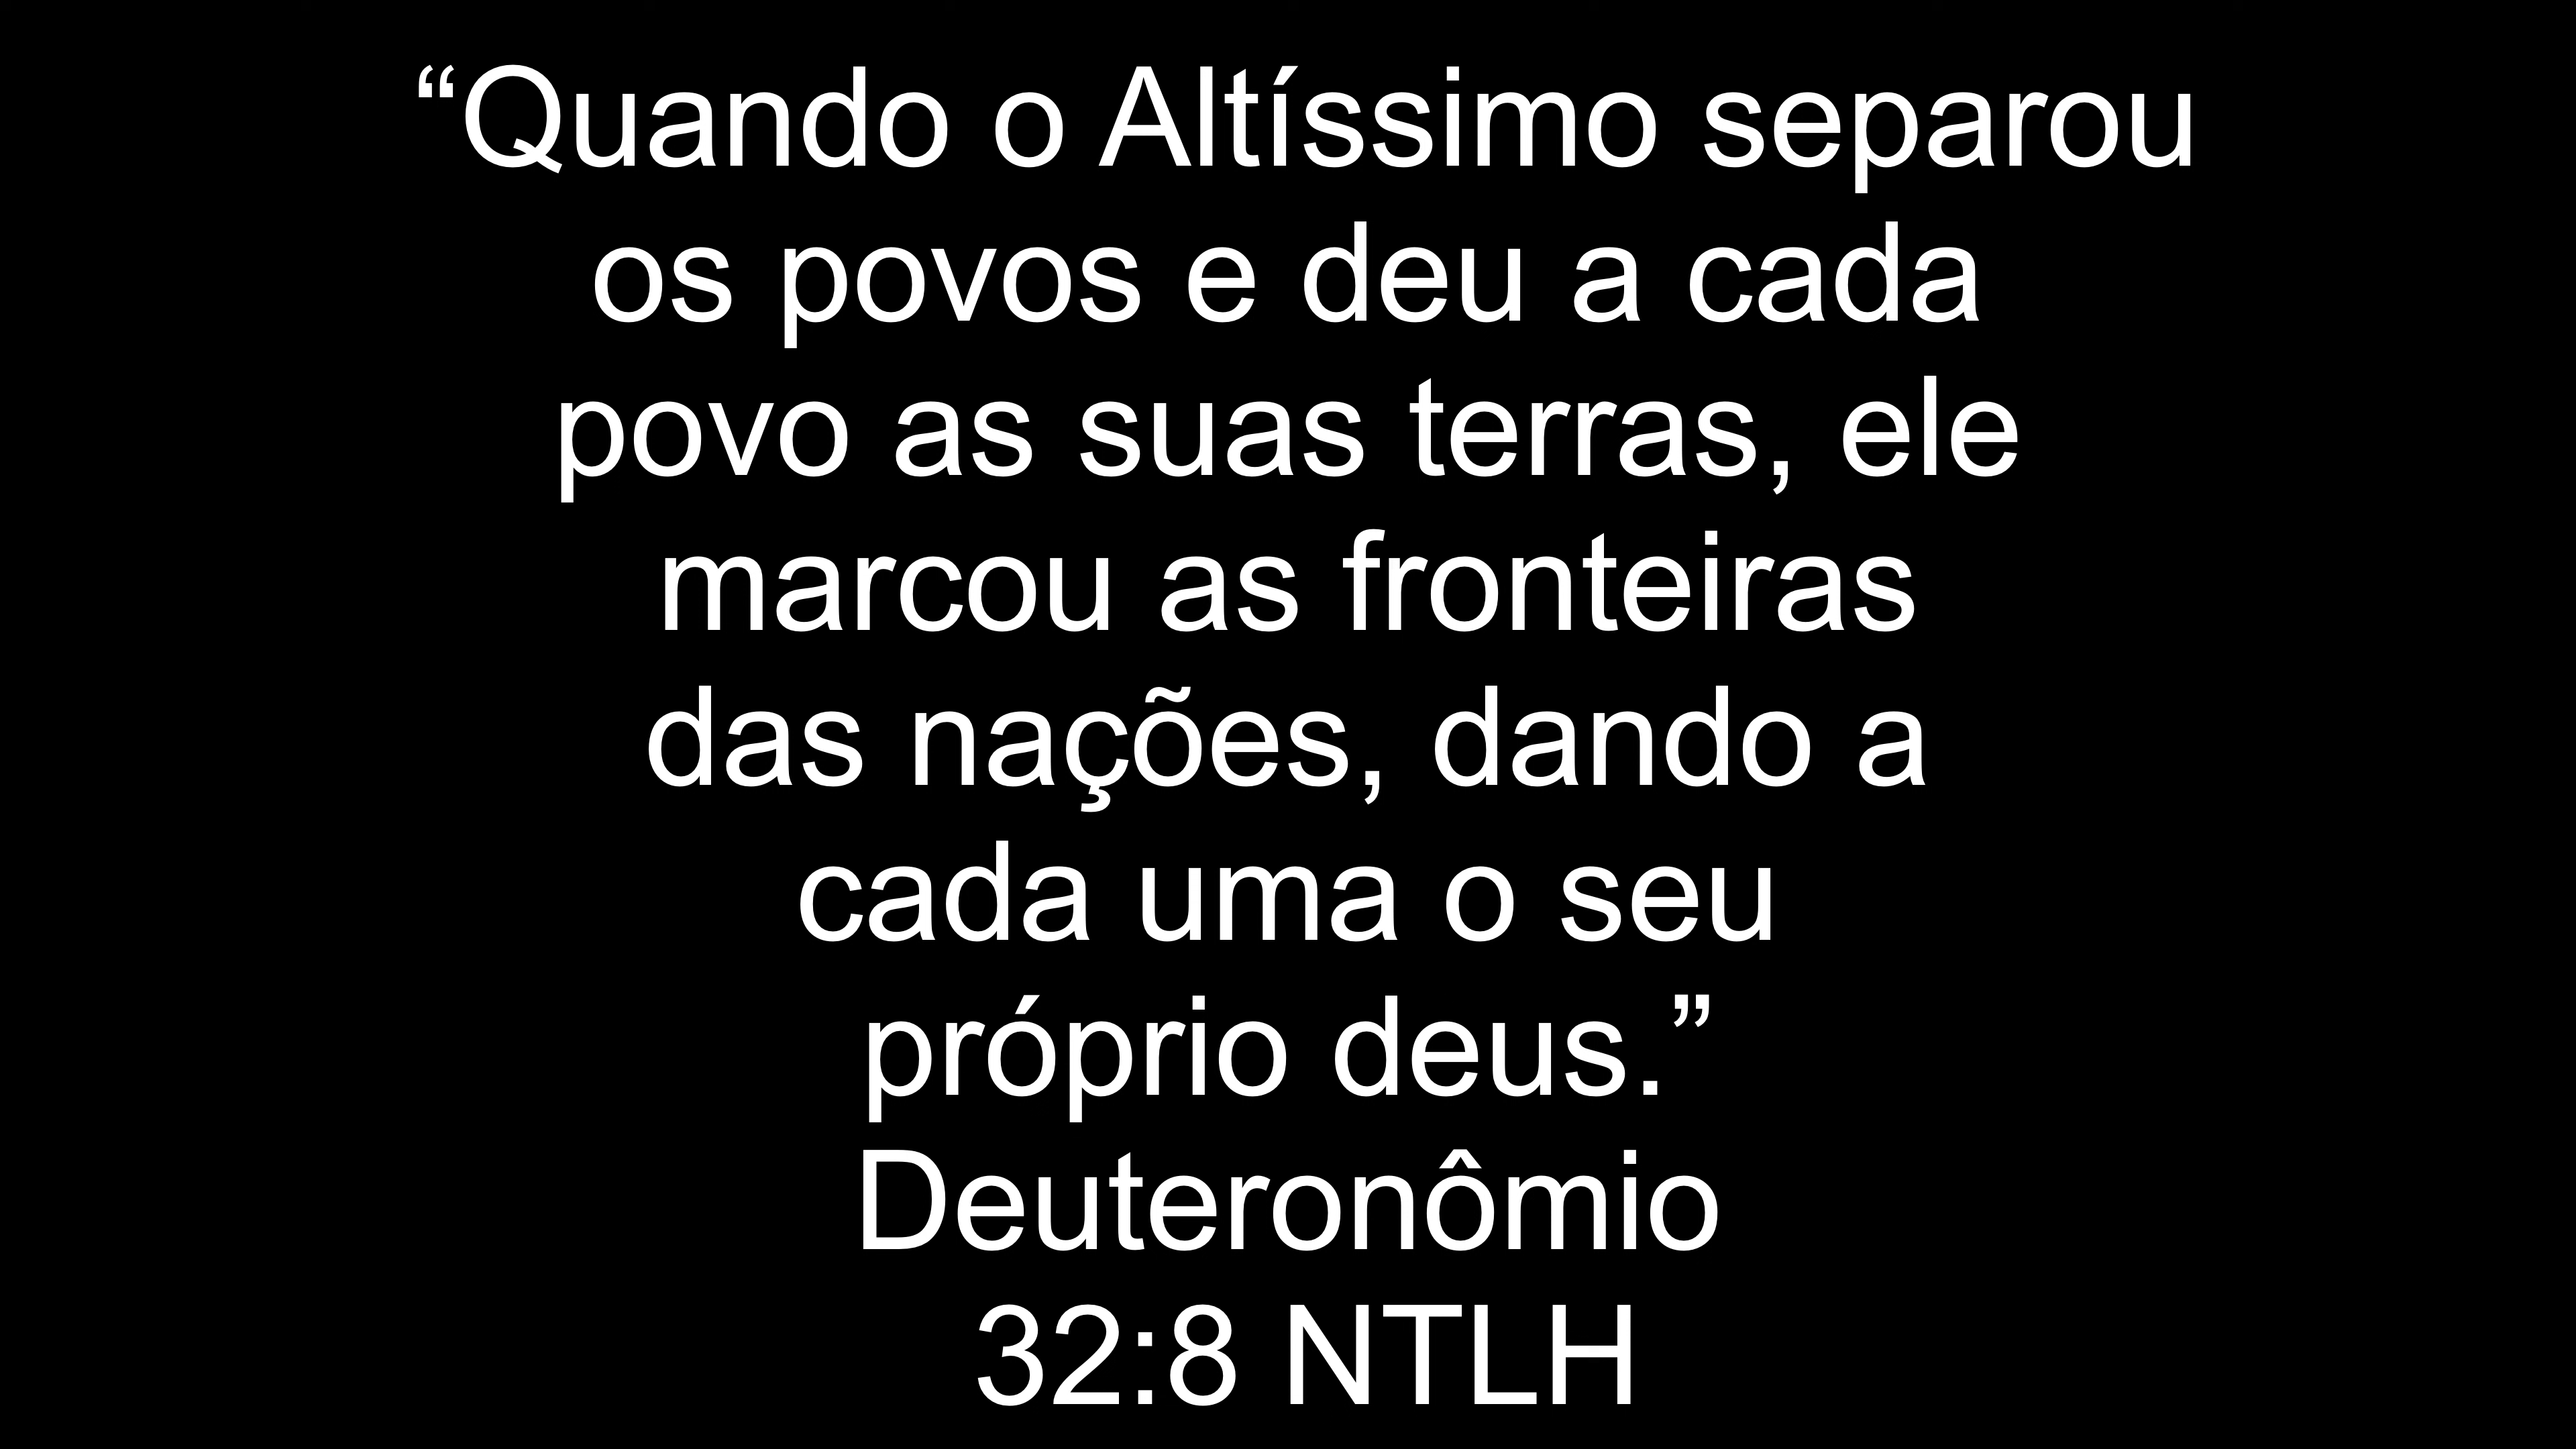 “Quando o Altíssimo separou
os povos e deu a cada
povo as suas terras, ele
marcou as fronteiras
das nações, dando a
cada uma o seu
próprio deus.”
Deuteronômio
32:8 NTLH